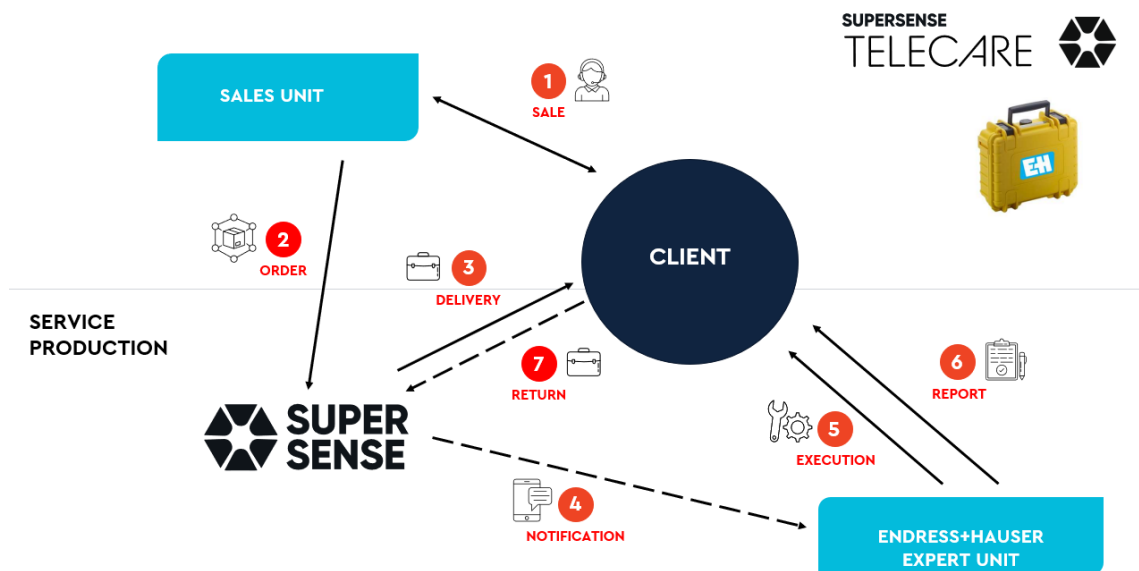 SUPERSENSE
TELECARE
SALES UNIT
1
SALE
E+H
2
ORDER
CLIENT
3
DELIVERY
SERVICE
PRODUCTION
7
RETURN
6
REPORT
SUPER
SENSE
5
EXECUTION
4
NOTIFICATION
ENDRESS+HAUSER
EXPERT UNIT